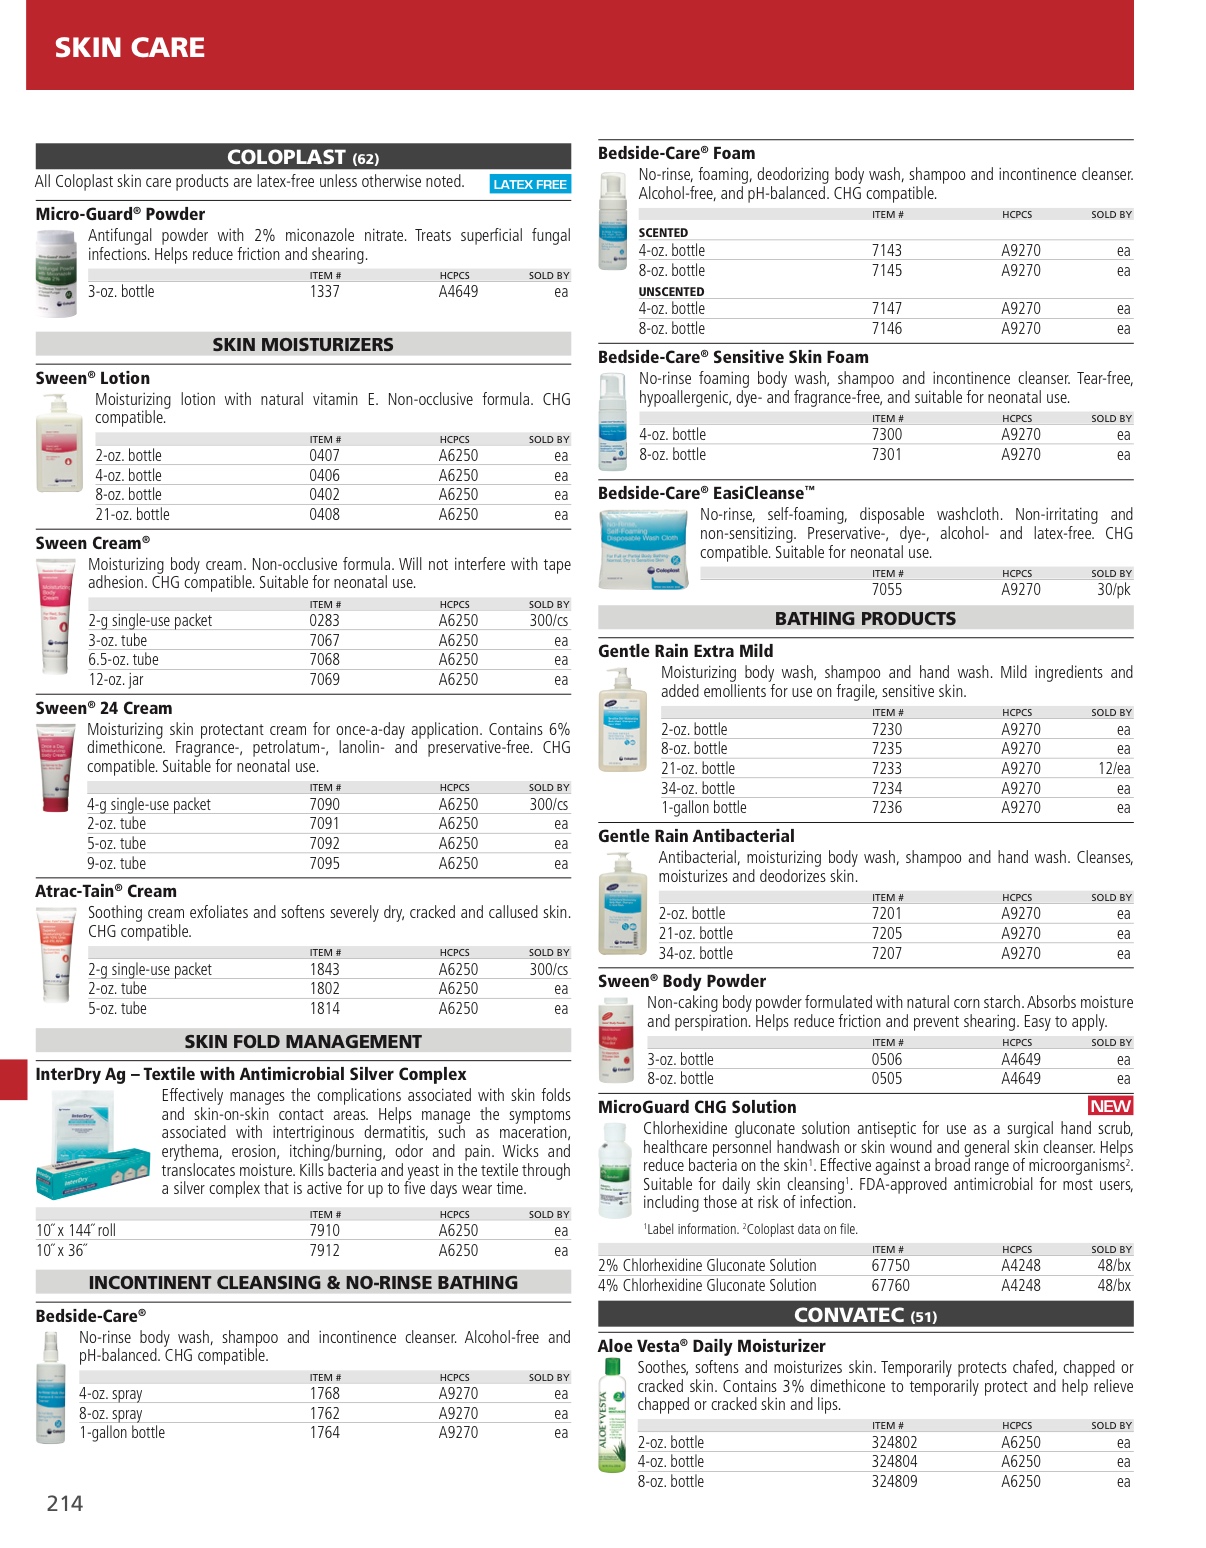 SKIN CARE
COLOPLAST (62)
All Coloplast skin care products are latex-free unless otherwise noted. LATEX FREE
Micro-Guard® Powder
Antifungal powder with 2% miconazole nitrate. Treats superficial fungal
infections. Helps reduce friction and shearing.
ITEM # HCPCS SOLD BY
3-oz. bottle 1337 A4649 ea
SKIN MOISTURIZERS
Sween® Lotion
Moisturizing lotion with natural vitamin E. Non-occlusive formula. CHG
compatible.
ITEM # HCPCS SOLD BY
2-oz. bottle 0407 A6250 ea
4-oz. bottle 0406 A6250 ea
8-oz. bottle 0402 A6250 ea
21-oz. bottle 0408 A6250 ea
Sween Cream®
Moisturizing body cream. Non-occlusive formula. Will not interfere with tape
adhesion. CHG compatible. Suitable for neonatal use.
ITEM # HCPCS SOLD BY
2-g single-use packet 0283 A6250 300/cs
3-oz. tube 7067 A6250 ea
6.5-oz. tube 7068 A6250 ea
12-oz. jar 7069 A6250 ea
Sween® 24 Cream
Moisturizing skin protectant cream for once-a-day application. Contains 6%
dimethicone. Fragrance-, petrolatum-, lanolin- and preservative-free. CHG
compatible. Suitable for neonatal use.
ITEM # HCPCS SOLD BY
4-g single-use packet 7090 A6250 300/cs
2-oz. tube 7091 A6250 ea
5-oz. tube 7092 A6250 ea
9-oz. tube 7095 A6250 ea
Atrac-Tain® Cream
Soothing cream exfoliates and softens severely dry, cracked and callused skin.
CHG compatible.
ITEM # HCPCS SOLD BY
2-g single-use packet 1843 A6250 300/cs
2-oz. tube 1802 A6250 ea
5-oz. tube 1814 A6250 ea
SKIN FOLD MANAGEMENT
InterDry Ag – Textile with Antimicrobial Silver Complex
Effectively manages the complications associated with skin folds
and skin-on-skin contact areas. Helps manage the symptoms
associated with intertriginous dermatitis, such as maceration,
erythema, erosion, itching/burning, odor and pain. Wicks and
translocates moisture. Kills bacteria and yeast in the textile through
a silver complex that is active for up to five days wear time.
ITEM # HCPCS SOLD BY
10˝ x 144˝ roll 7910 A6250 ea
10˝ x 36˝ 7912 A6250 ea
INCONTINENT CLEANSING & NO-RINSE BATHING
Bedside-Care®
No-rinse body wash, shampoo and incontinence cleanser. Alcohol-free and
pH-balanced. CHG compatible.
ITEM # HCPCS SOLD BY
4-oz. spray 1768 A9270 ea
8-oz. spray 1762 A9270 ea
1-gallon bottle 1764 A9270 ea
Bedside-Care® Foam
No-rinse, foaming, deodorizing body wash, shampoo and incontinence cleanser.
Alcohol-free, and pH-balanced. CHG compatible.
ITEM # HCPCS SOLD BY
SCENTED
4-oz. bottle 7143 A9270 ea
8-oz. bottle 7145 A9270 ea
UNSCENTED
4-oz. bottle 7147 A9270 ea
8-oz. bottle 7146 A9270 ea
Bedside-Care® Sensitive Skin Foam
No-rinse foaming body wash, shampoo and incontinence cleanser. Tear-free,
hypoallergenic, dye- and fragrance-free, and suitable for neonatal use.
ITEM # HCPCS SOLD BY
4-oz. bottle 7300 A9270 ea
8-oz. bottle 7301 A9270 ea
Bedside-Care® EasiCleanse™
No-rinse, self-foaming, disposable washcloth. Non-irritating and
non-sensitizing. Preservative-, dye-, alcohol- and latex-free. CHG
compatible. Suitable for neonatal use.
ITEM # HCPCS SOLD BY
7055 A9270 30/pk
BATHING PRODUCTS
Gentle Rain Extra Mild
Moisturizing body wash, shampoo and hand wash. Mild ingredients and
added emollients for use on fragile, sensitive skin.
ITEM # HCPCS SOLD BY
2-oz. bottle 7230 A9270 ea
8-oz. bottle 7235 A9270 ea
21-oz. bottle 7233 A9270 12/ea
34-oz. bottle 7234 A9270 ea
1-gallon bottle 7236 A9270 ea
Gentle Rain Antibacterial
Antibacterial, moisturizing body wash, shampoo and hand wash. Cleanses,
moisturizes and deodorizes skin.
ITEM # HCPCS SOLD BY
2-oz. bottle 7201 A9270 ea
21-oz. bottle 7205 A9270 ea
34-oz. bottle 7207 A9270 ea
Sween® Body Powder
Non-caking body powder formulated with natural corn starch. Absorbs moisture
and perspiration. Helps reduce friction and prevent shearing. Easy to apply.
ITEM # HCPCS SOLD BY
3-oz. bottle 0506 A4649 ea
8-oz. bottle 0505 A4649 ea
MicroGuard CHG Solution NEW
Chlorhexidine gluconate solution antiseptic for use as a surgical hand scrub,
healthcare personnel handwash or skin wound and general skin cleanser. Helps
reduce bacteria on the skin¹. Effective against a broad range of microorganisms².
Suitable for daily skin cleansing¹. FDA-approved antimicrobial for most users,
including those at risk of infection.
¹Label information. ²Coloplast data on file.
ITEM # HCPCS SOLD BY
2% Chlorhexidine Gluconate Solution 67750 A4248 48/bx
4% Chlorhexidine Gluconate Solution 67760 A4248 48/bx
CONVATEC (51)
Aloe Vesta® Daily Moisturizer
Soothes, softens and moisturizes skin. Temporarily protects chafed, chapped or
cracked skin. Contains 3% dimethicone to temporarily protect and help relieve
chapped or cracked skin and lips.
ITEM # HCPCS SOLD BY
2-oz. bottle 324802 A6250 ea
4-oz. bottle 324804 A6250 ea
8-oz. bottle 324809 A6250 ea
214